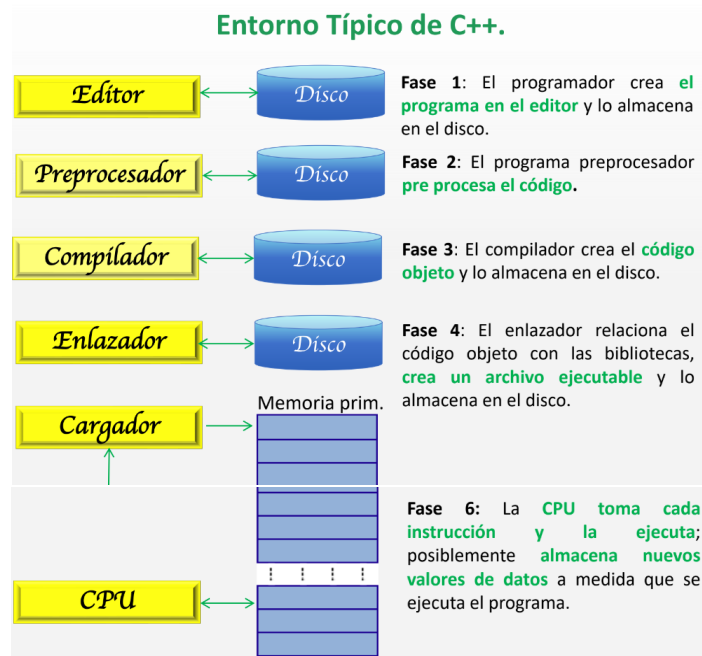 Entorno Típico de C++.
Editor
Disco
Fase 1: El programador crea el
programa en el editor y lo almacena
en el disco.
Preprocesador
Disco
Fase 2: El programa preprocesador
pre procesa el código.
Compilador
Disco
Fase 3: El compilador crea el código
objeto y lo almacena en el disco.
Enlazador
Disco
Fase 4: El enlazador relaciona el
código objeto con las bibliotecas,
crea un archivo ejecutable y lo
almacena en el disco.
Memoria prim.
Cargador
Fase 6: La CPU toma cada
instrucción y la ejecuta;
posiblemente almacena nuevos
valores de datos a medida que se
ejecuta el programa.
CPU